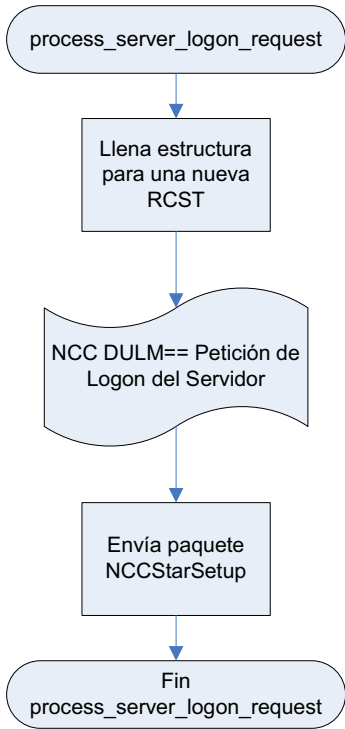 process_server_logon_request
Llena estructura
para una nueva
RCST
NCC DULM== Petición de
Logon del Servidor
Envía paquete
NCCStarSetup
Fin
process_server_logon_request